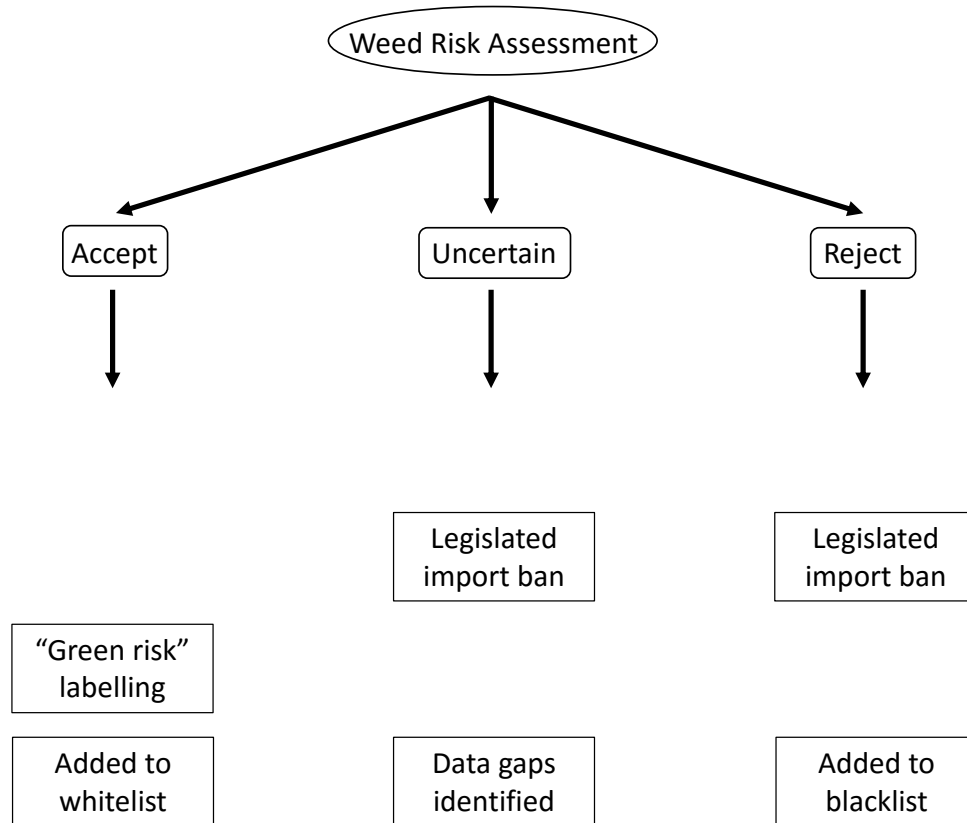 Weed Risk Assessment
Accept
Uncertain
Reject
Legislated
import ban
Legislated
import ban
“Green risk”
labelling
Added to
whitelist
Data gaps
identified
Added to
blacklist